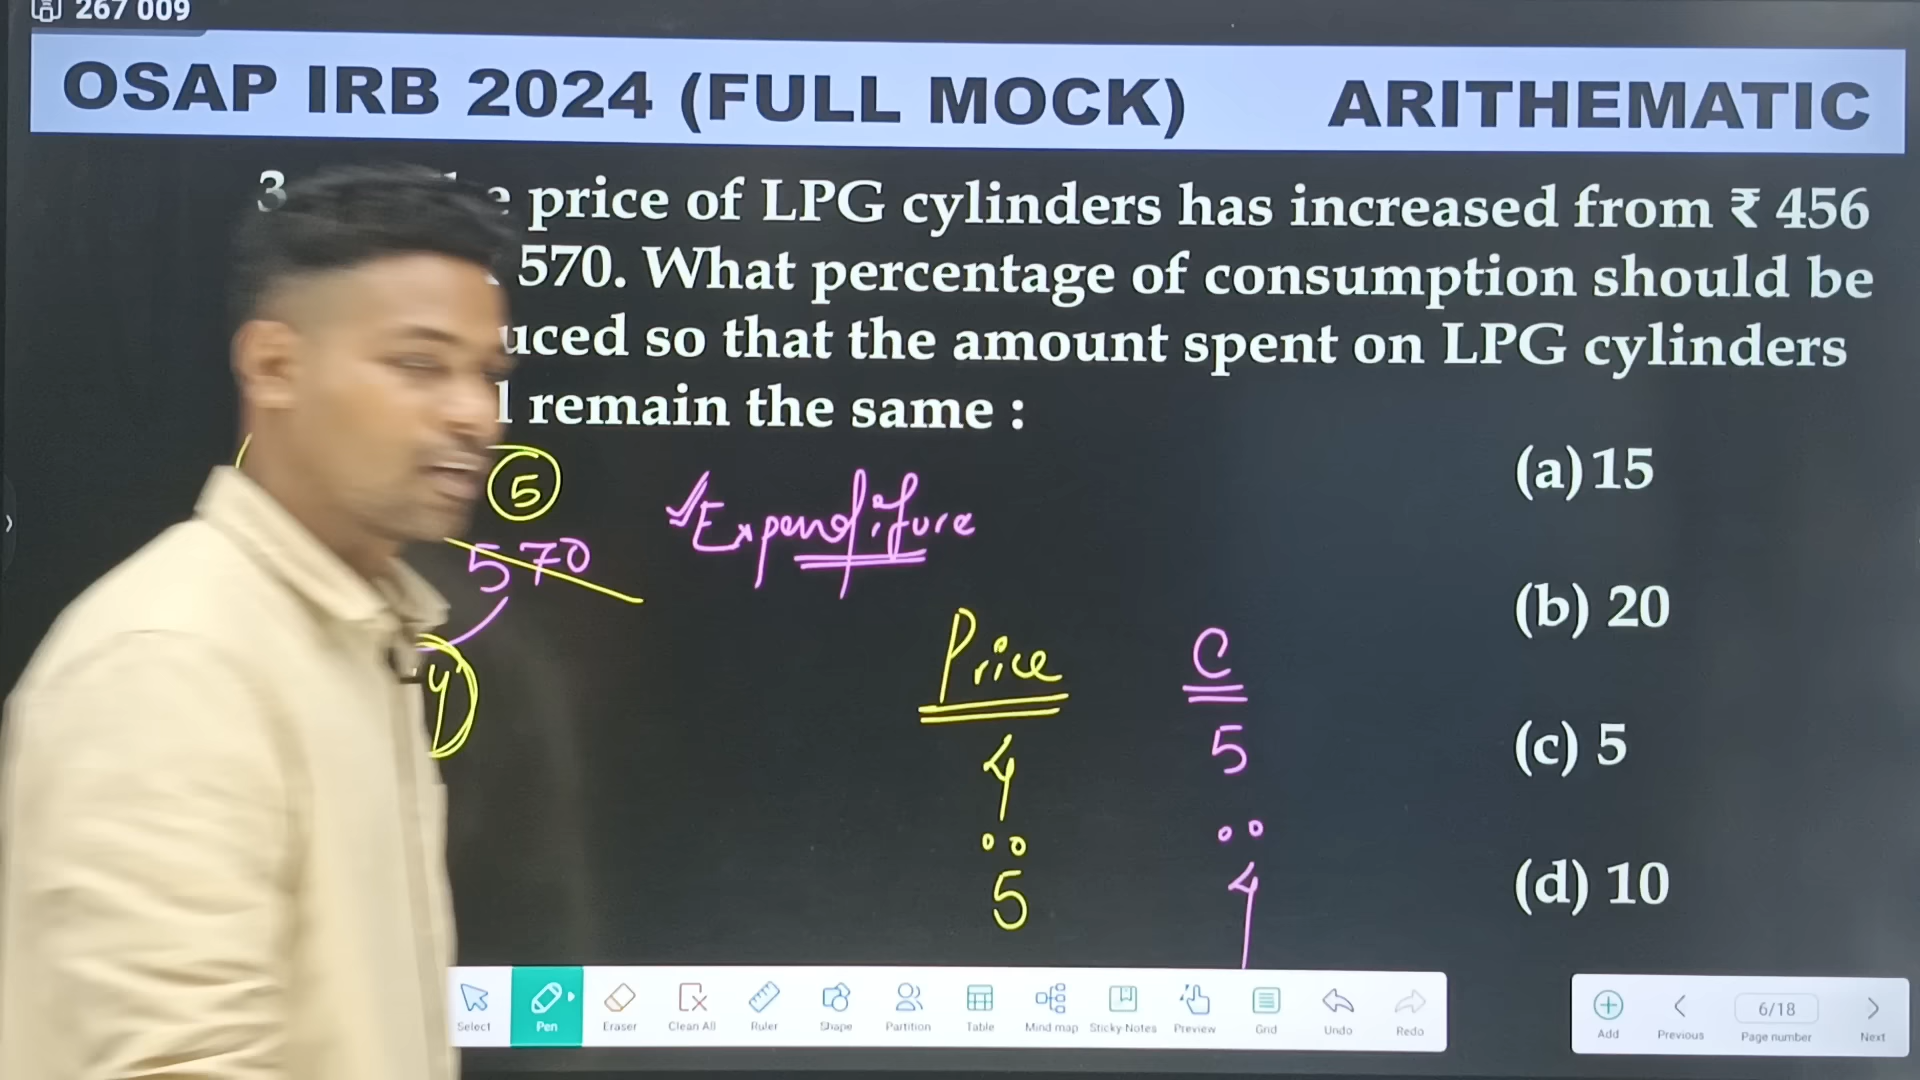 267 009
OSAP IRB 2024 (FULL MOCK) ARITHEMATIC
3 price of LPG cylinders has increased from ₹ 456
570. What percentage of consumption should be
uced so that the amount spent on LPG cylinders
l remain the same :
(a) 15
5
Expenditure
570
(b) 20
Price C
4
(c) 5
4 5
5 4
(d) 10
Select Pen Eraser Clean All Ruler Shape Partition Table Mind map Sticky Notes Preview Grid Undo Redo
Add Previous 6/18 Page number Next